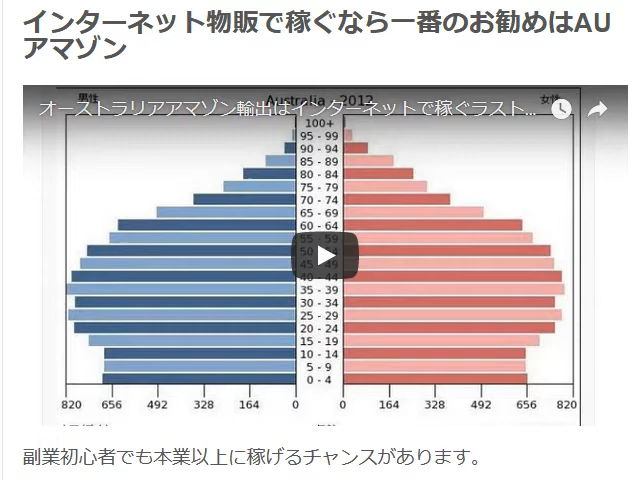 インターネット物販で稼ぐなら一番のお勧めはAU
アマゾン
オーストラリアアマゾン輸出はインターネットで稼ぐラスト...
男性 Australia - 2012 女性
100+
95 - 99
90 - 94
85 - 89
80 - 84
75 - 79
70 - 74
65 - 69
60 - 64
55 - 59
50 - 54
45 - 49
40 - 44
35 - 39
30 - 34
25 - 29
20 - 24
15 - 19
10 - 14
5 - 9
0 - 4
820 656 492 328 164 0 0 164 328 492 656 820
副業初心者でも本業以上に稼げるチャンスがあります。